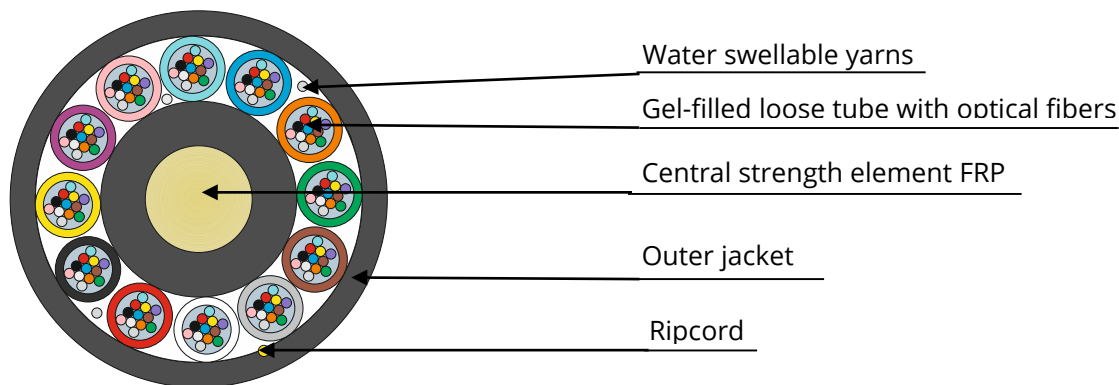 Water swellable yarns
Gel-filled loose tube with optical fibers
Central strength element FRP
Outer jacket
Ripcord